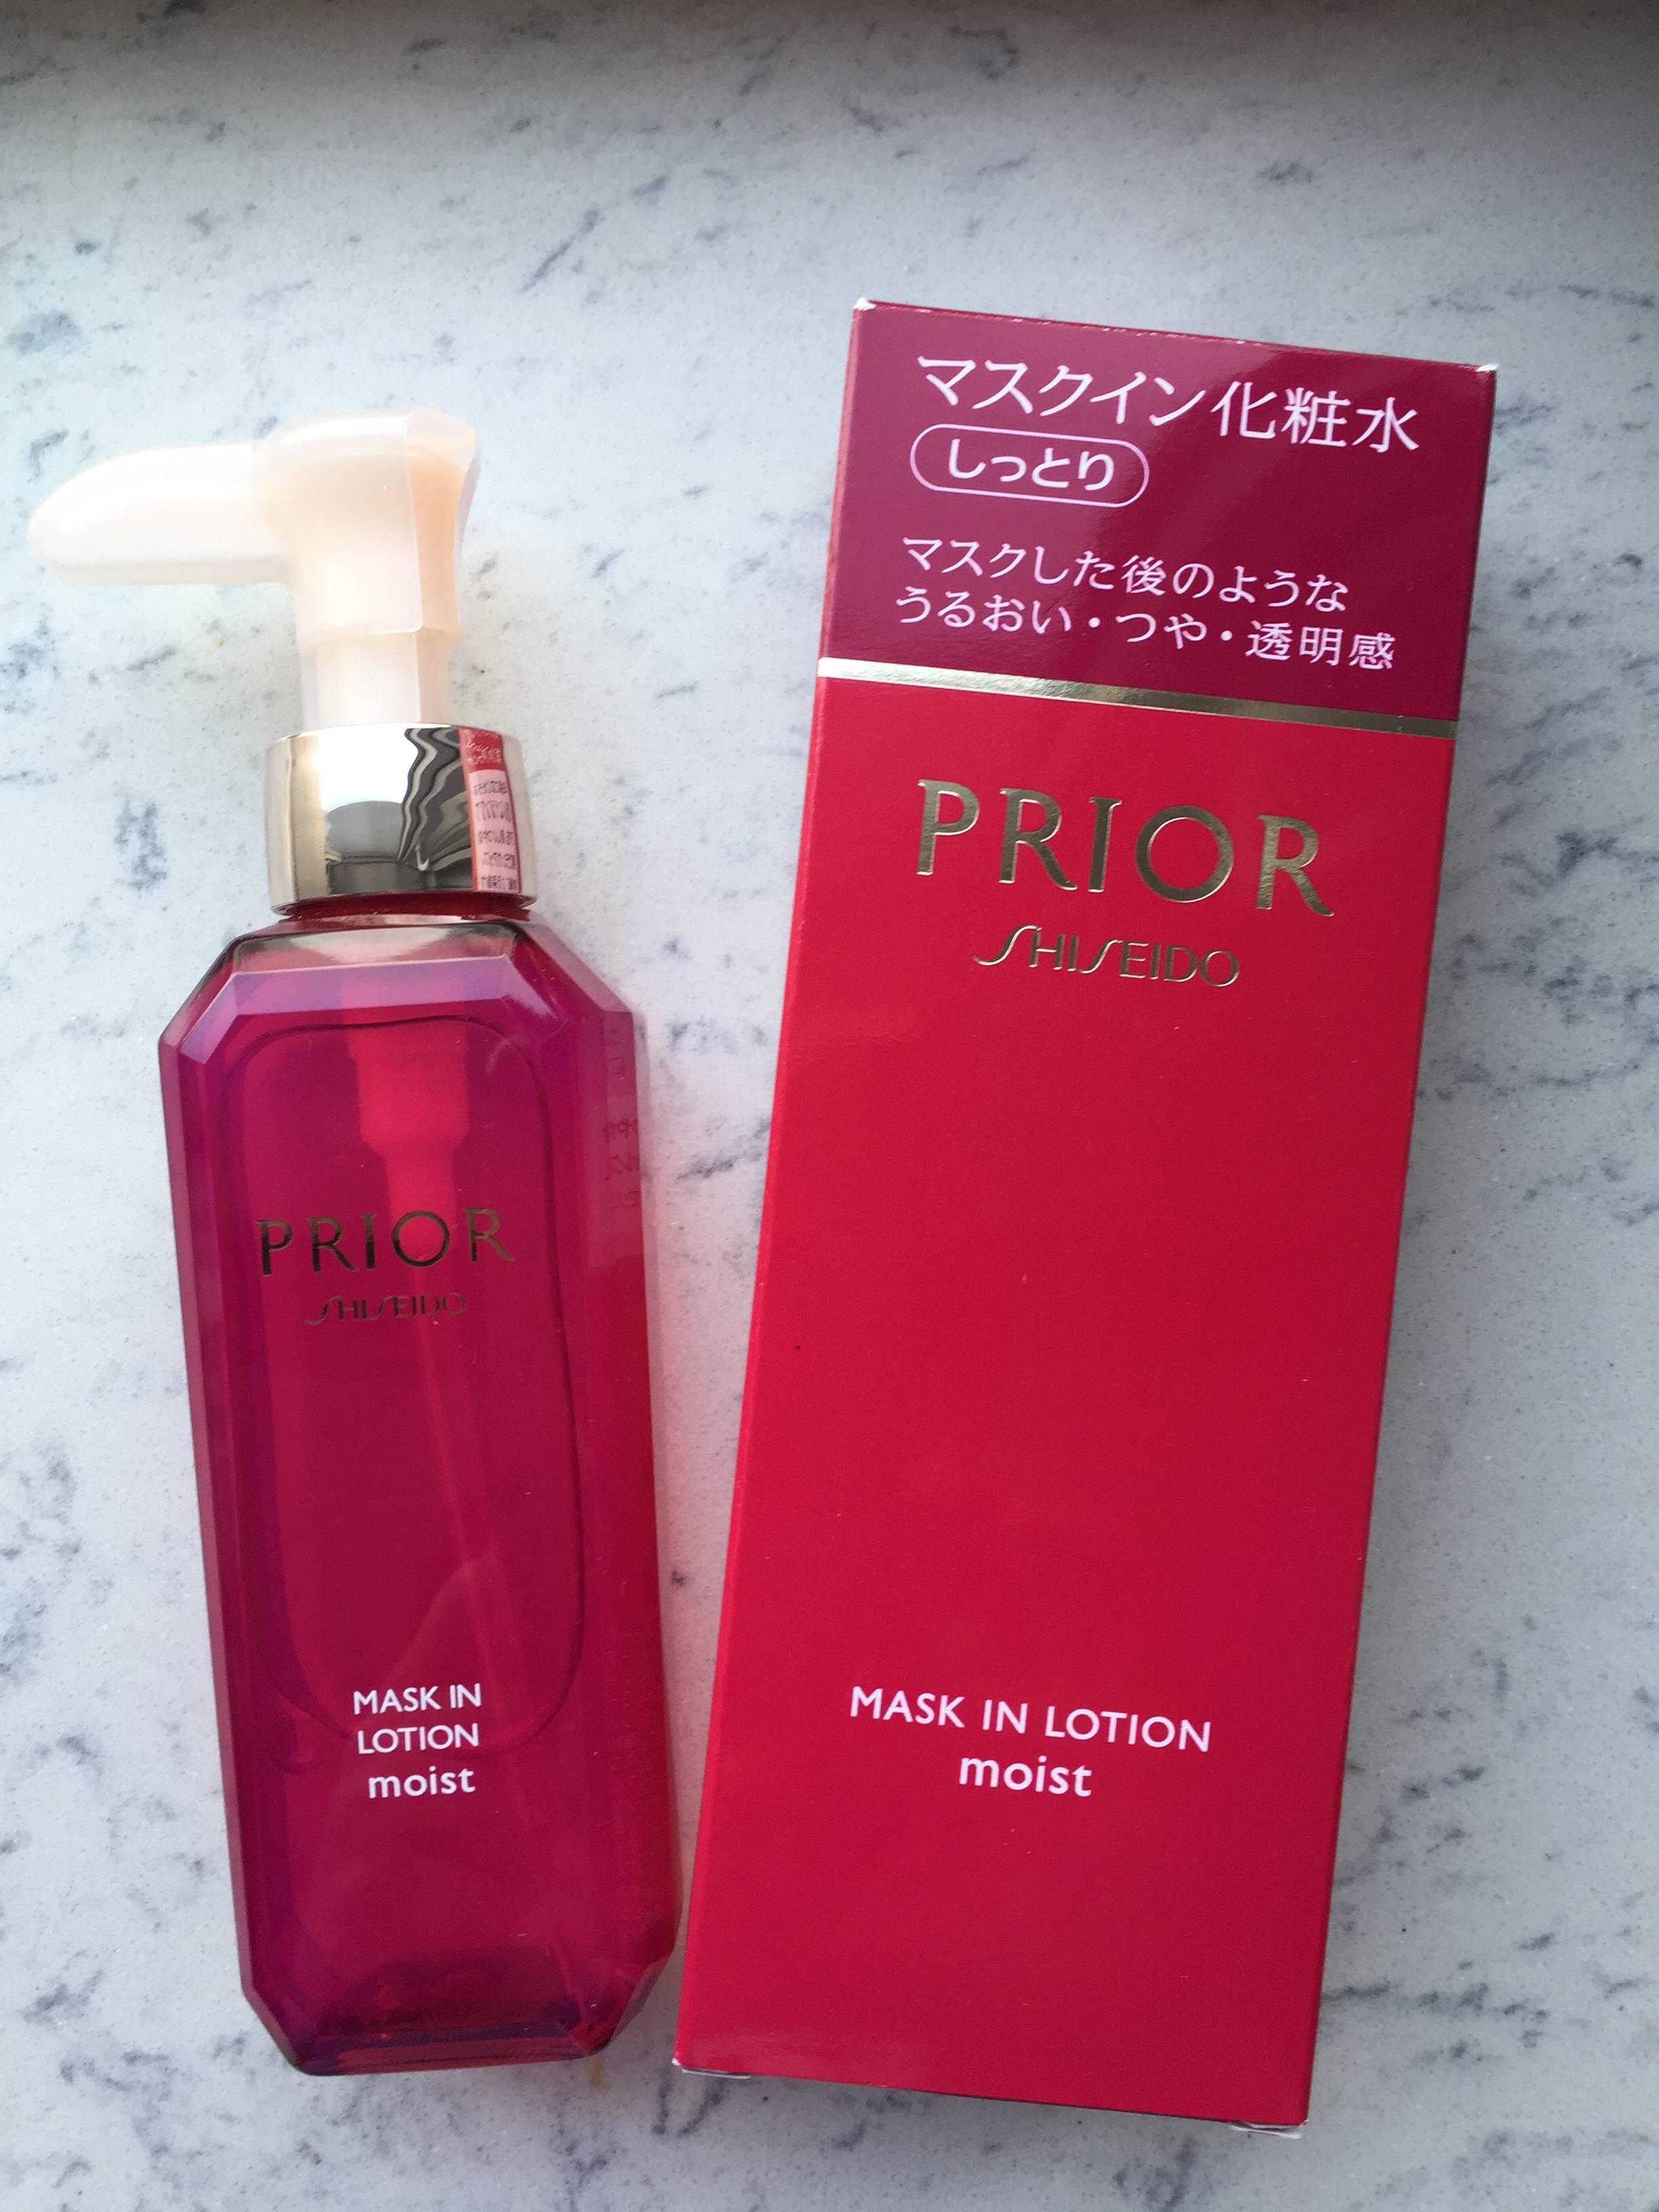 PRIOR
SHISEIDO
MASK IN
LOTION
moist
マスクイン化粧水
しっとり
マスクした後のような
うるおい・つや・透明感
PRIOR
SHISEIDO
MASK IN LOTION
moist